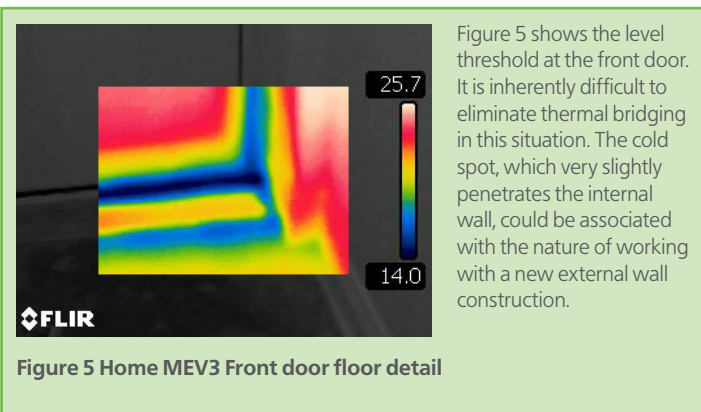 25.7
14.0
FLIR
Figure 5 shows the level
threshold at the front door.
It is inherently difficult to
eliminate thermal bridging
in this situation. The cold
spot, which very slightly
penetrates the internal
wall, could be associated
with the nature of working
with a new external wall
construction.
Figure 5 Home MEV3 Front door floor detail